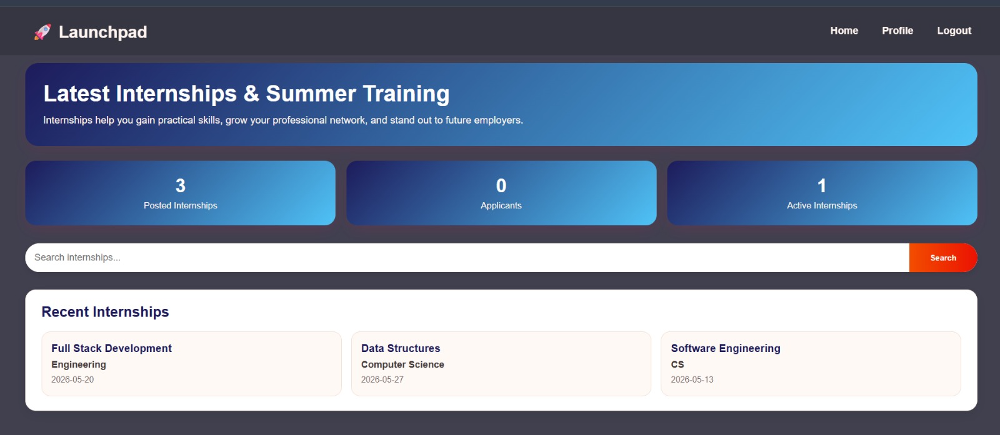 🚀 Launchpad
Home Profile Logout
Latest Internships & Summer Training
Internships help you gain practical skills, grow your professional network, and stand out to future employers.
3
Posted Internships
0
Applicants
1
Active Internships
Search internships...
Search
Recent Internships
Full Stack Development
Engineering
2026-05-20
Data Structures
Computer Science
2026-05-27
Software Engineering
CS
2026-05-13